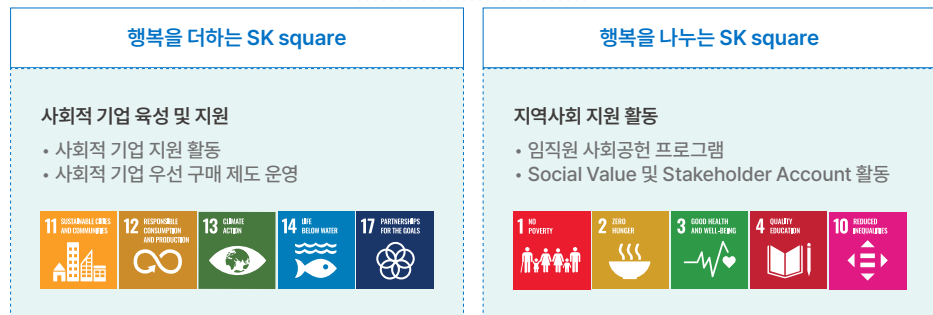 행복을 더하는 SK square
사회적 기업 육성 및 지원
• 사회적 기업 지원 활동
• 사회적 기업 우선 구매 제도 운영
11 SUSTAINABLE CITIES
AND COMMUNITIES
12 RESPONSIBLE
CONSUMPTION
AND PRODUCTION
13 CLIMATE
ACTION
14 LIFE
BELOW WATER
17 PARTNERSHIPS
FOR THE GOALS
행복을 나누는 SK square
지역사회 지원 활동
• 임직원 사회공헌 프로그램
• Social Value 및 Stakeholder Account 활동
1 NO
POVERTY
2 ZERO
HUNGER
3 GOOD HEALTH
AND WELL-BEING
4 QUALITY
EDUCATION
10 REDUCED
INEQUALITIES